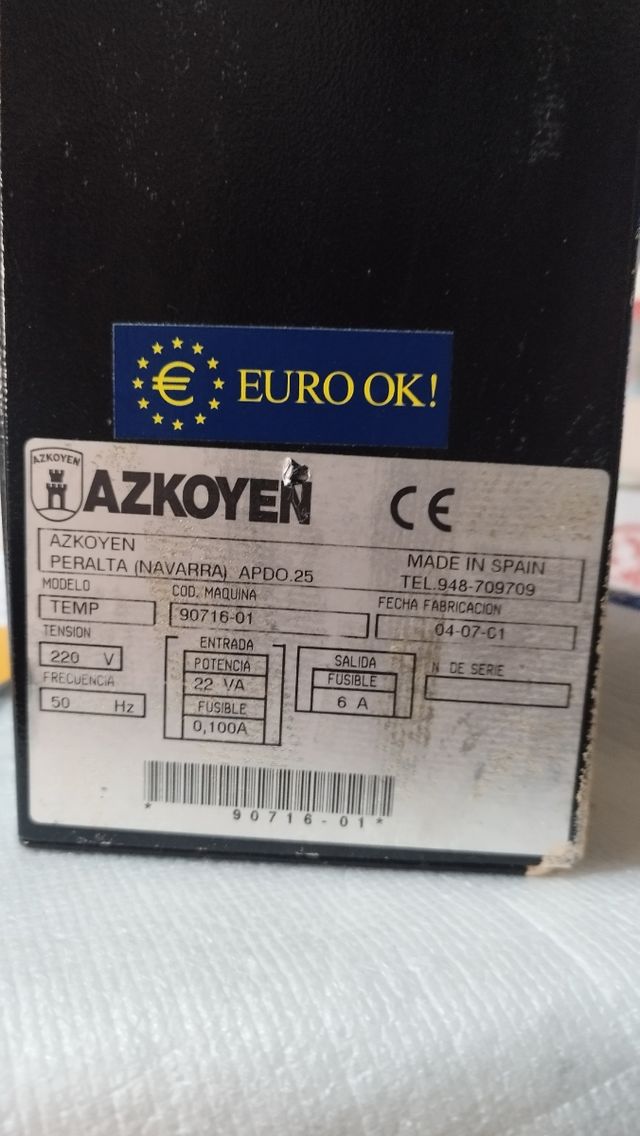 € EURO OK!
AZKOYEN
AZKOYEN CE
AZKOYEN
PERALTA (NAVARRA) APDO.25
MADE IN SPAIN
TEL.948-709709
MODELO
TEMP
COD. MAQUINA
90716-01
FECHA FABRICACION
04-07-01
TENSION
220 V
FRECUENCIA
50 Hz
ENTRADA
POTENCIA
22 VA
FUSIBLE
0,100A
SALIDA
FUSIBLE
6 A
N DE SERIE
*90716-01*